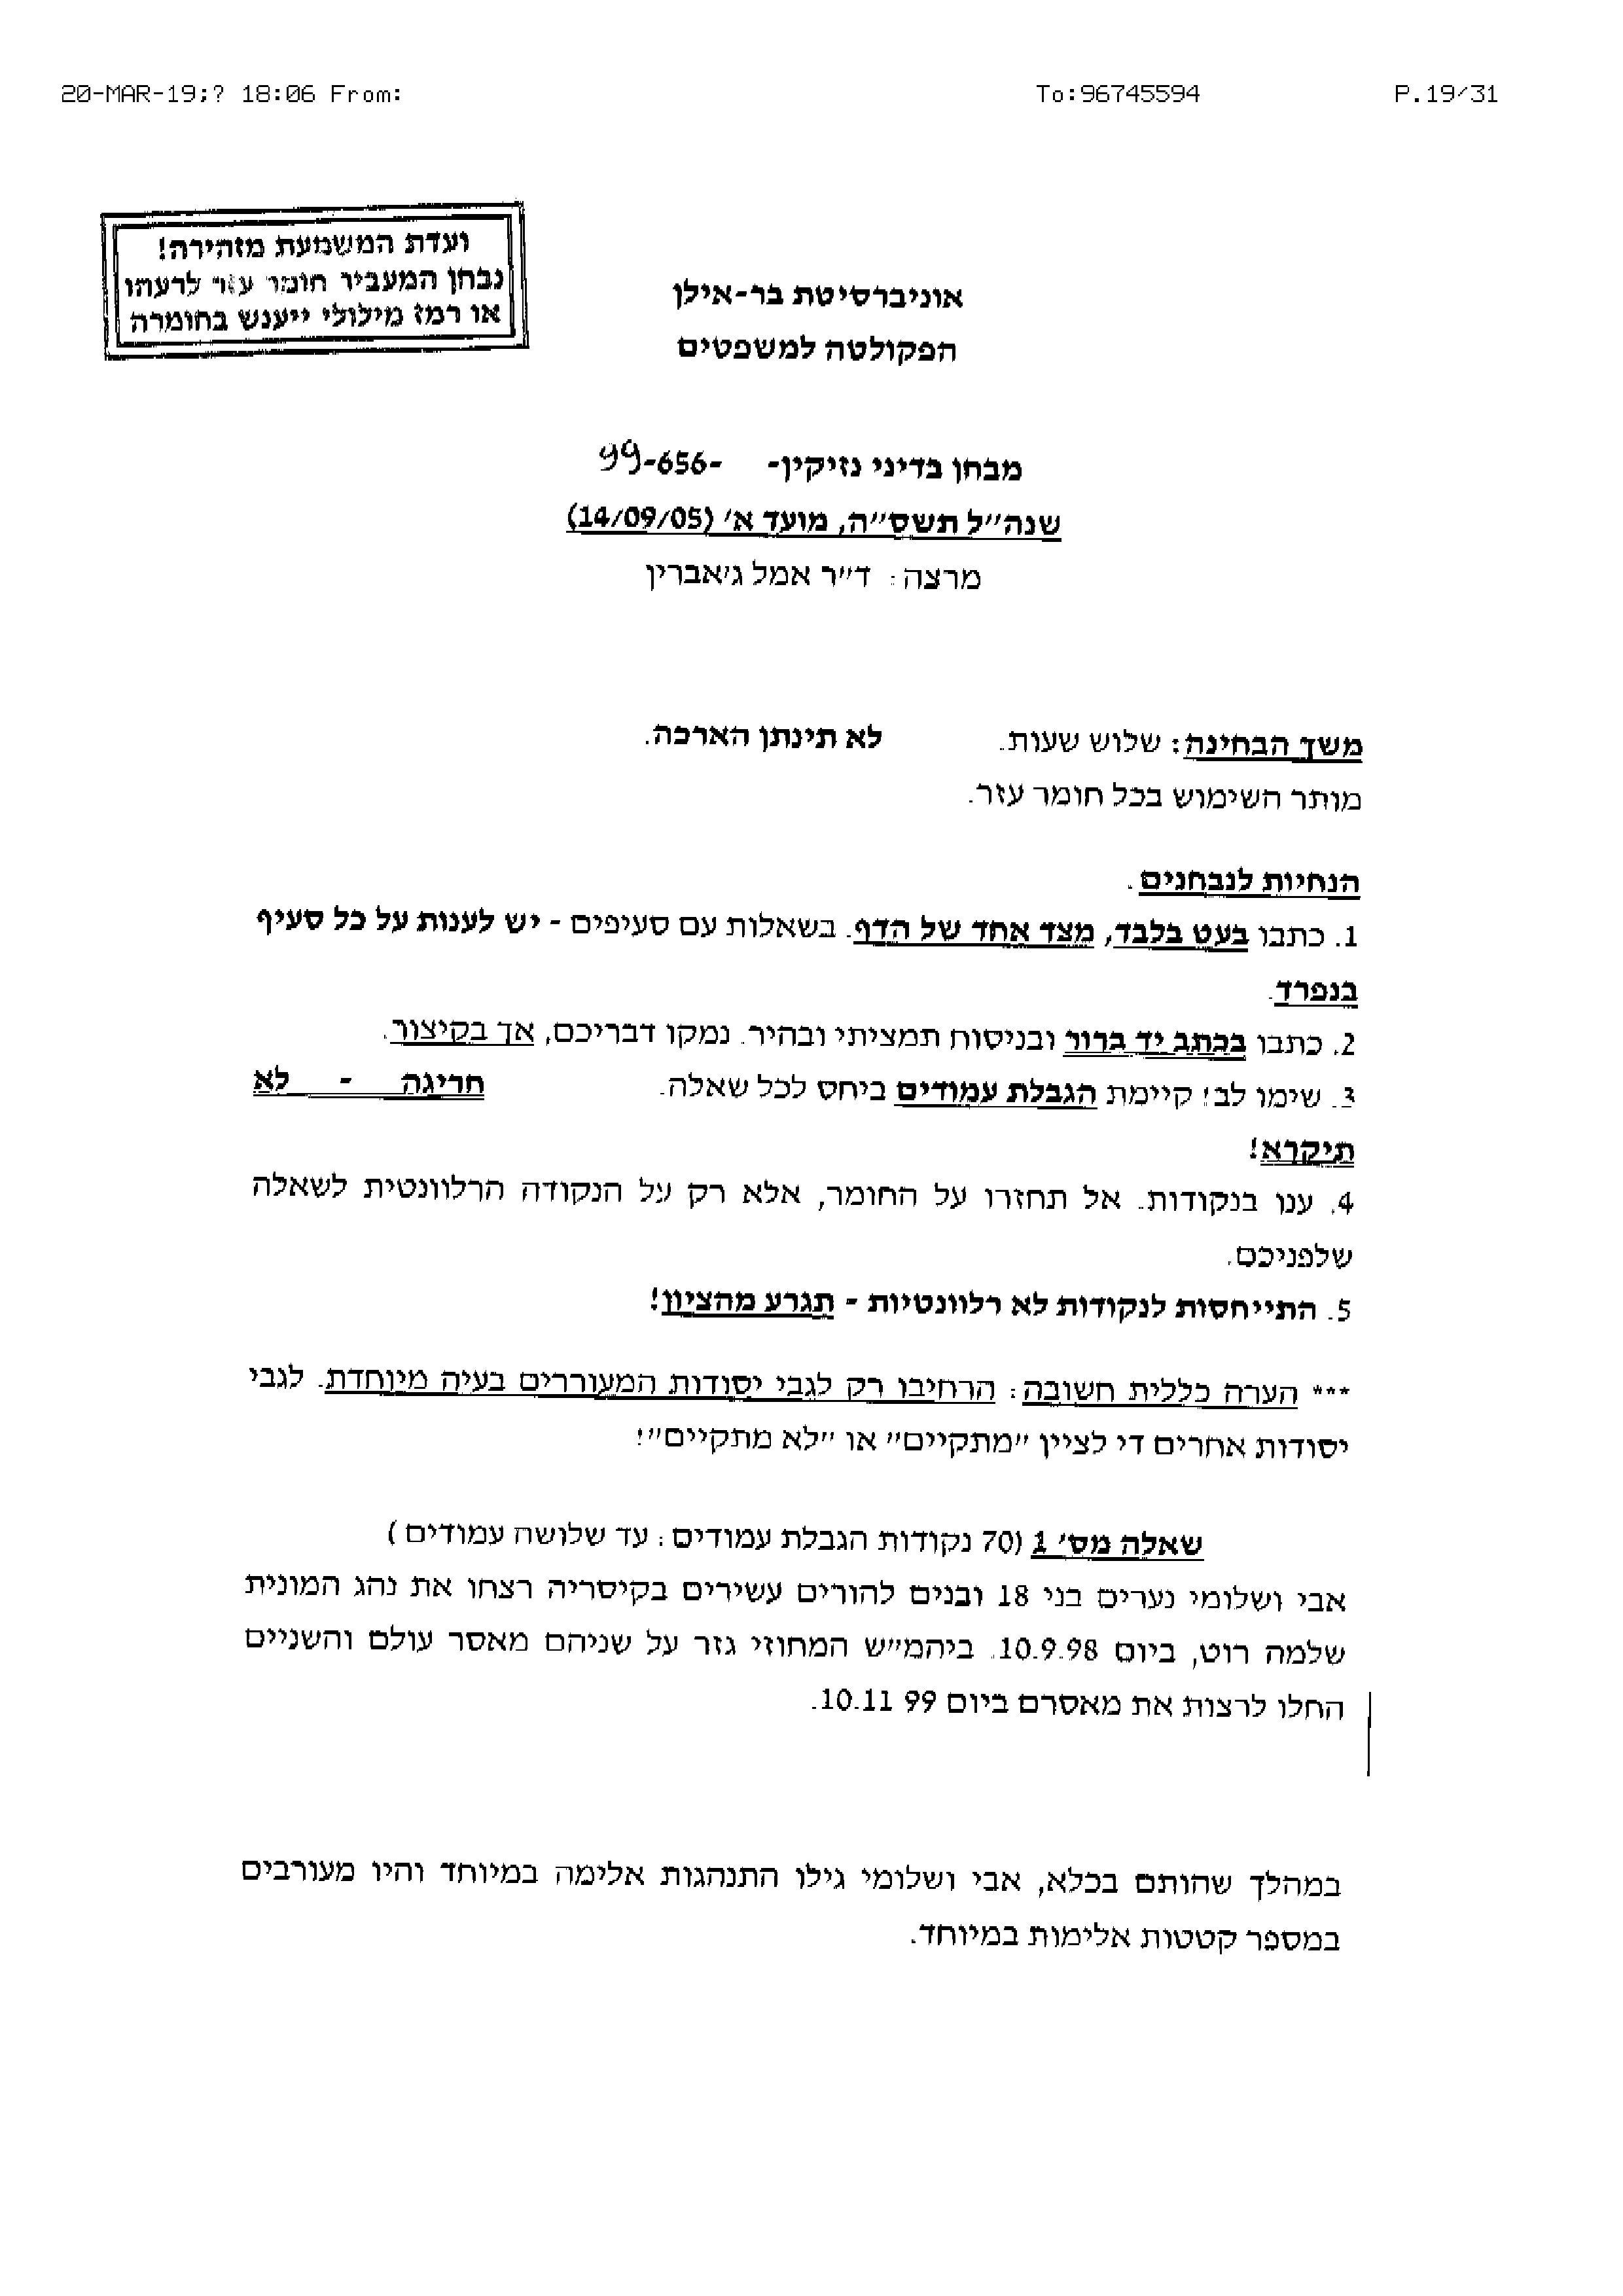 20-MAR-19;? 18:06 From: To:96745594 P.19/31
ועדת המשמעת מזהירה!
נבחן המעביר חומר עזר לרעהו
או רמז מילולי ייענש בחומרה
אוניברסיטת בר-אילן
הפקולטה למשפטים
מבחן בדיני נזיקין- -656-99
שנה״ל תשס״ה, מועד א׳ (14/09/05)
מרצה: ד״ר אמל ג׳אברין
משך הבחינה: שלוש שעות. לא תינתן הארכה.
מותר השימוש בכל חומר עזר.
הנחיות לנבחנים.
1. כתבו בעט בלבד, מצד אחד של הדף. בשאלות עם סעיפים - יש לענות על כל סעיף
בנפרד.
2. כתבו בכתב יד ברור ובניסוח תמציתי ובהיר. נמקו דבריכם, אך בקיצור.
3. שימו לב! קיימת הגבלת עמודים ביחס לכל שאלה. חריגה - לא
תיקרא!
4. ענו בנקודות. אל תחזרו על החומר, אלא רק על הנקודה הרלוונטית לשאלה
שלפניכם.
5. התייחסות לנקודות לא רלוונטיות - תגרע מהציון!
*** הערה כללית חשובה: הרחיבו רק לגבי יסודות המעוררים בעיה מיוחדת. לגבי
יסודות אחרים די לציין ״מתקיים״ או ״לא מתקיים״!
שאלה מס׳ 1 (70 נקודות הגבלת עמודים: עד שלושה עמודים)
אבי ושלומי נערים בני 18 ובנים להורים עשירים בקיסריה רצחו את נהג המונית
שלמה רוט, ביום 10.9.98. ביהמ״ש המחוזי גזר על שניהם מאסר עולם והשניים
החלו לרצות את מאסרם ביום 10.11 99.
במהלך שהותם בכלא, אבי ושלומי גילו התנהגות אלימה במיוחד והיו מעורבים
במספר קטטות אלימות במיוחד.